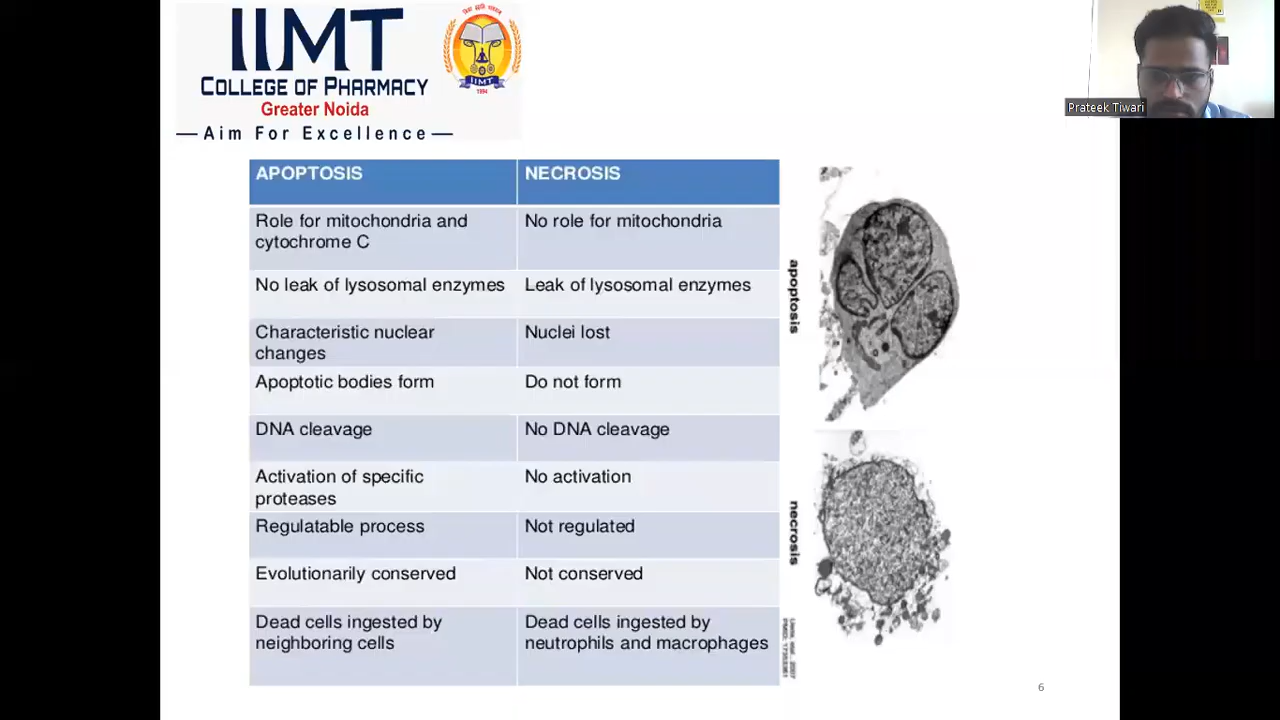 IIMT
COLLEGE OF PHARMACY
Greater Noida
Aim For Excellence
IIMT
Prateek Tiwari
APOPTOSIS
NECROSIS
Role for mitochondria and
cytochrome C
No role for mitochondria
No leak of lysosomal enzymes
Leak of lysosomal enzymes
Characteristic nuclear
changes
Nuclei lost
Apoptotic bodies form
Do not form
DNA cleavage
No DNA cleavage
Activation of specific
proteases
No activation
Regulatable process
Not regulated
Evolutionarily conserved
Not conserved
Dead cells ingested by
neighboring cells
Dead cells ingested by
neutrophils and macrophages
apoptosis
necrosis
6